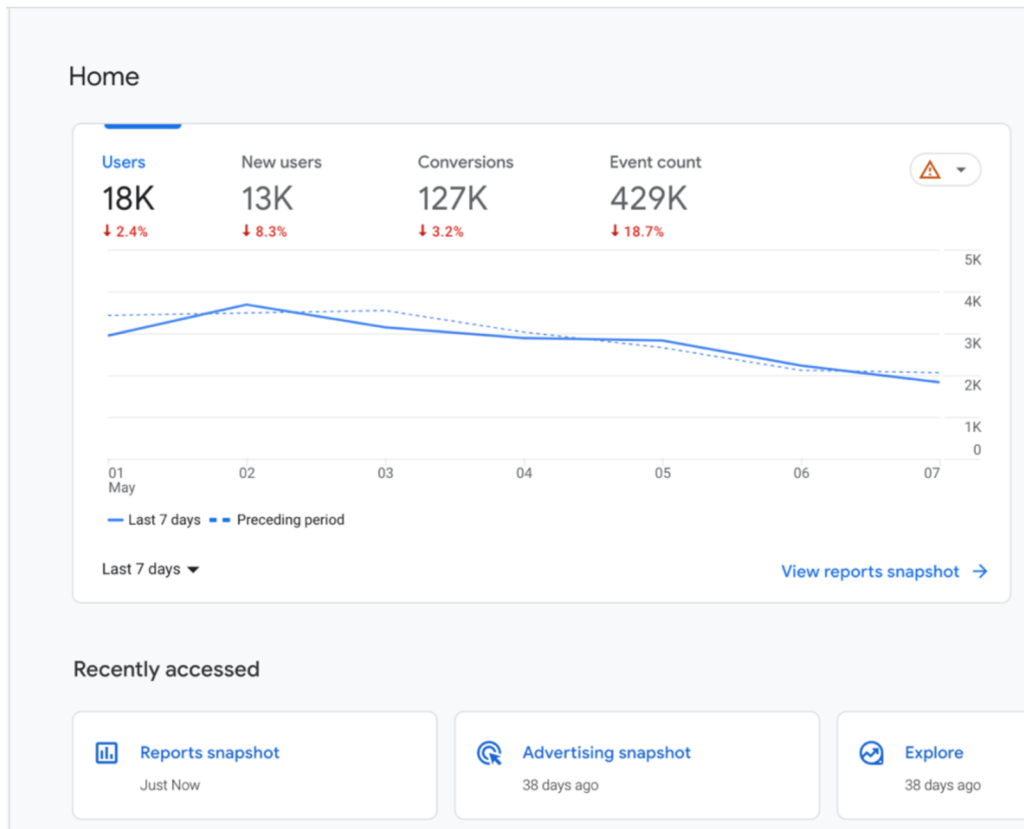 Home
Users New users Conversions Event count
18K 13K 127K 429K
2.4% 8.3% 3.2% 18.7%
5K
4K
3K
2K
1K
0
01 02 03 04 05 06 07
May
Last 7 days Preceding period
Last 7 days View reports snapshot
Recently accessed
Reports snapshot Advertising snapshot Explore
Just Now 38 days ago 38 days ago